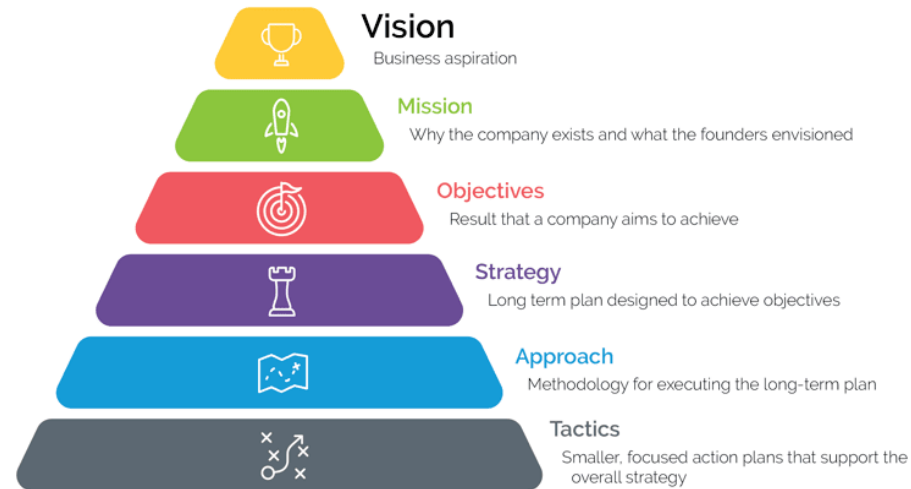 Vision
Business aspiration
Mission
Why the company exists and what the founders envisioned
Objectives
Result that a company aims to achieve
Strategy
Long term plan designed to achieve objectives
Approach
Methodology for executing the long-term plan
Tactics
Smaller, focused action plans that support the
overall strategy